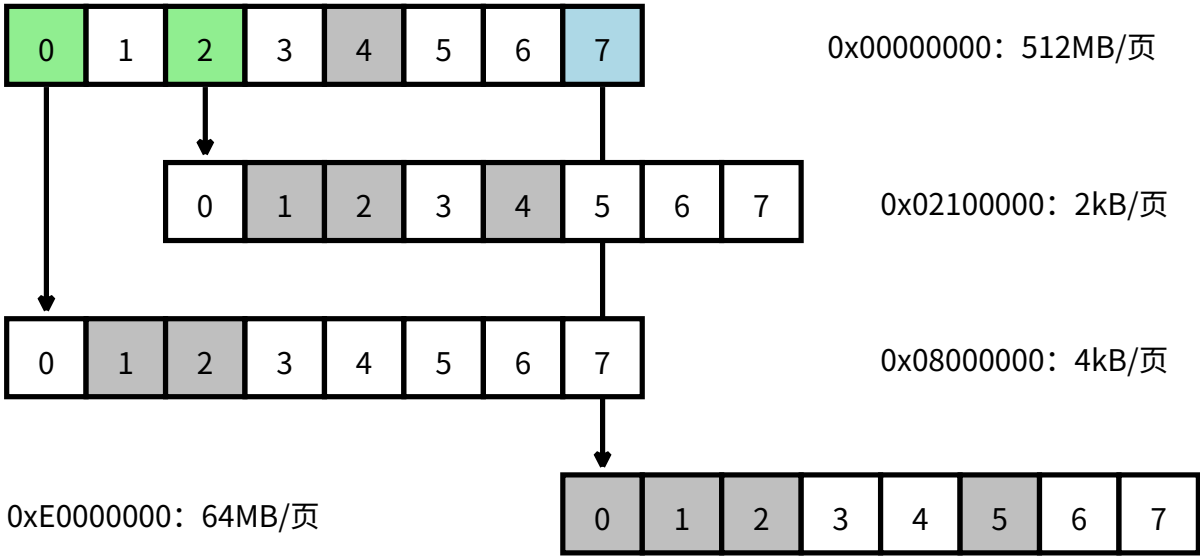 0 1 2 3 4 5 6 7 0x00000000：512MB/页
0 1 2 3 4 5 6 7 0x02100000：2kB/页
0 1 2 3 4 5 6 7 0x08000000：4kB/页
0xE0000000：64MB/页 0 1 2 3 4 5 6 7